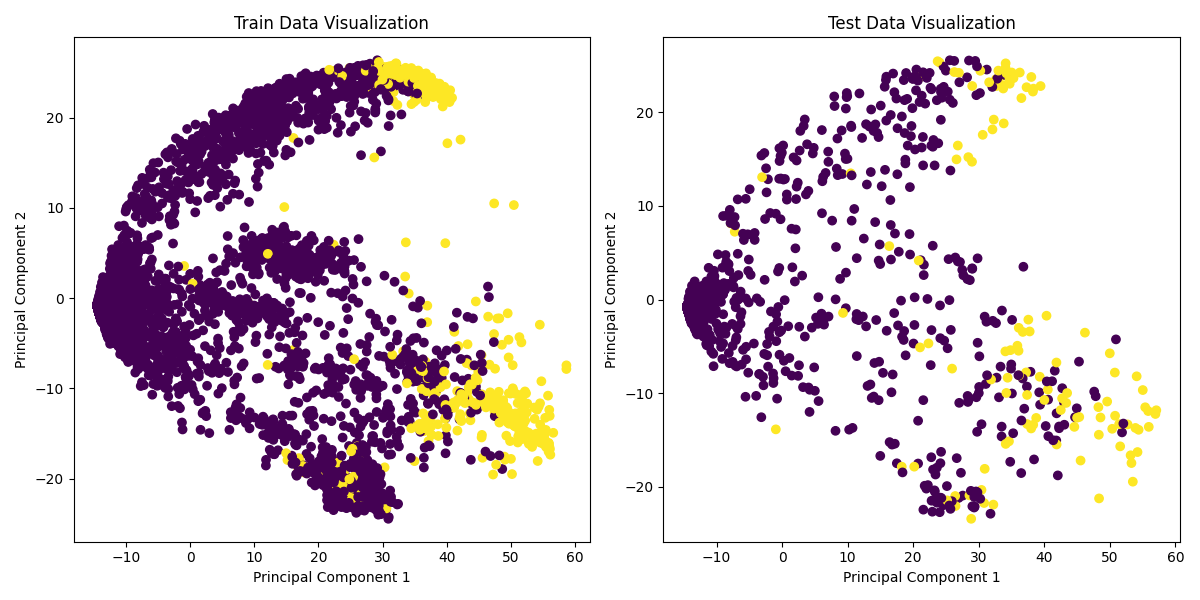 Train Data Visualization
Test Data Visualization
Principal Component 2
20
10
0
−10
−20
−10 0 10 20 30 40 50 60
Principal Component 1
Principal Component 2
20
10
0
−10
−20
−10 0 10 20 30 40 50 60
Principal Component 1